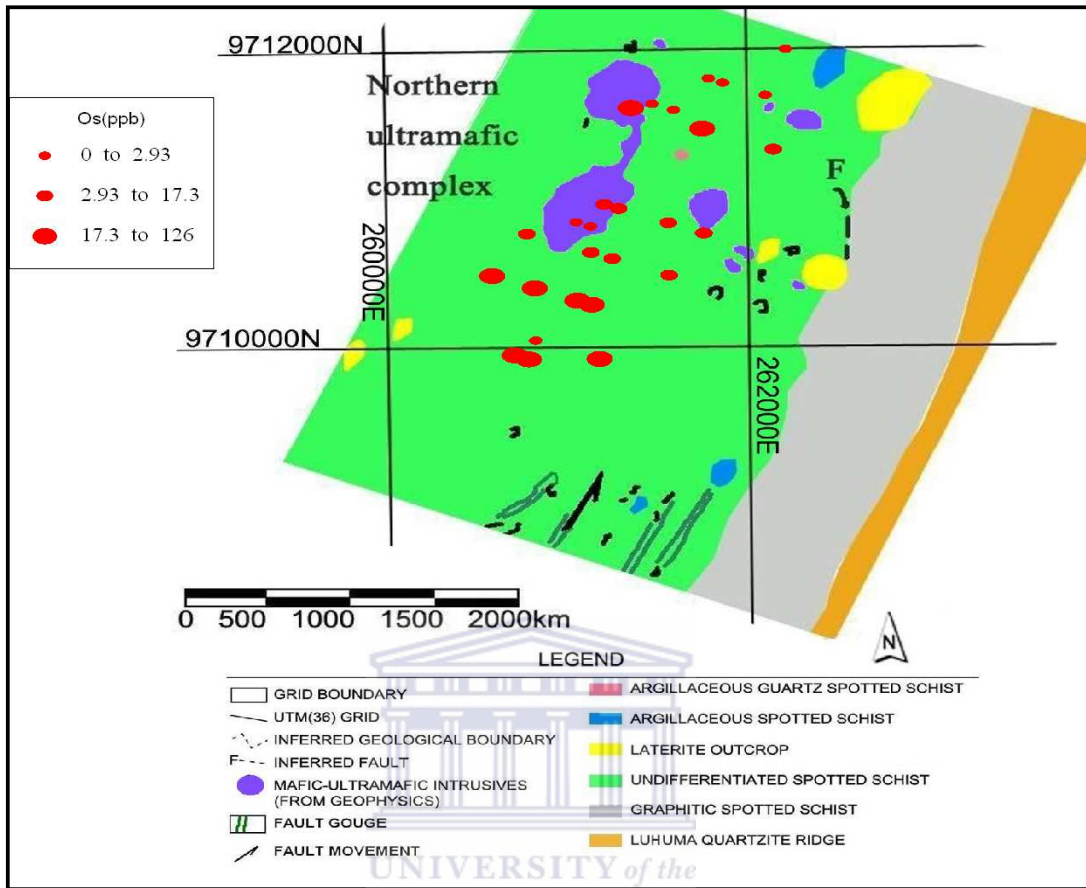 9712000N
Northern
ultramafic
complex
Os(ppb)
0 to 2.93
2.93 to 17.3
17.3 to 126
F
260000E
262000E
9710000N
0 500 1000 1500 2000km
N
LEGEND
GRID BOUNDARY
UTM(36) GRID
INFERRED GEOLOGICAL BOUNDARY
F INFERRED FAULT
MAFIC-ULTRAMAFIC INTRUSIVES
(FROM GEOPHYSICS)
FAULT GOUGE
FAULT MOVEMENT
ARGILLACEOUS GUARTZ SPOTTED SCHIST
ARGILLACEOUS SPOTTED SCHIST
LATERITE OUTCROP
UNDIFFERENTIATED SPOTTED SCHIST
GRAPHITIC SPOTTED SCHIST
LUHUMA QUARTZITE RIDGE
UNIVERSITY of the